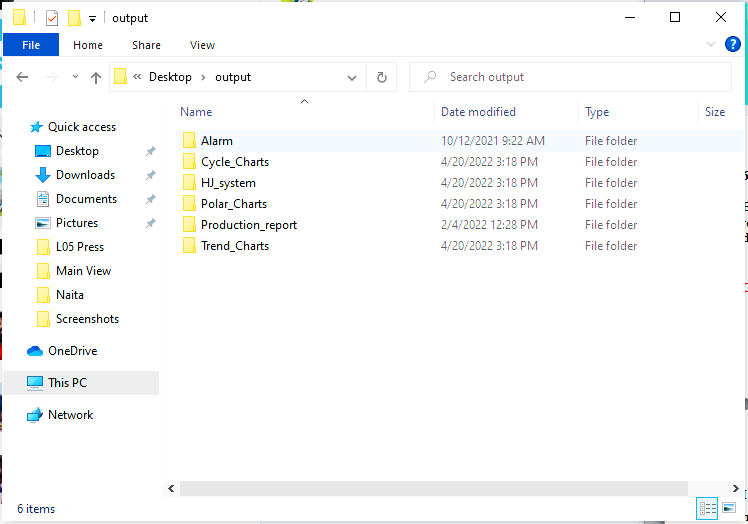 output
File Home Share View
« Desktop > output
Search output
Name Date modified Type Size
Quick access
Desktop
Downloads
Documents
Pictures
L05 Press
Main View
Naita
Screenshots
OneDrive
This PC
Network
Alarm 10/12/2021 9:22 AM File folder
Cycle_Charts 4/20/2022 3:18 PM File folder
HJ_system 4/20/2022 3:18 PM File folder
Polar_Charts 4/20/2022 3:18 PM File folder
Production_report 2/4/2022 12:28 PM File folder
Trend_Charts 4/20/2022 3:18 PM File folder
6 items